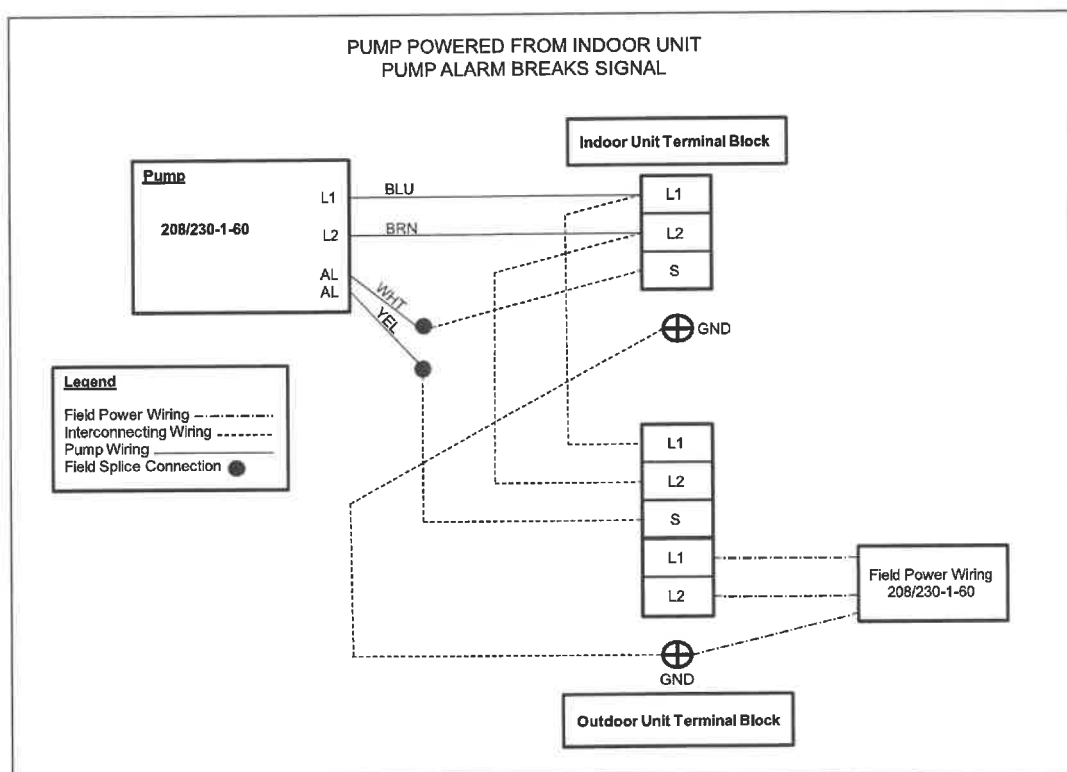 PUMP POWERED FROM INDOOR UNIT
PUMP ALARM BREAKS SIGNAL
Indoor Unit Terminal Block
Pump
208/230-1-60
L1
L2
AL
AL
BLU
BRN
WHT
YEL
L1
L2
S
GND
Legend
Field Power Wiring
Interconnecting Wiring
Pump Wiring
Field Splice Connection
L1
L2
S
L1
L2
Field Power Wiring
208/230-1-60
GND
Outdoor Unit Terminal Block